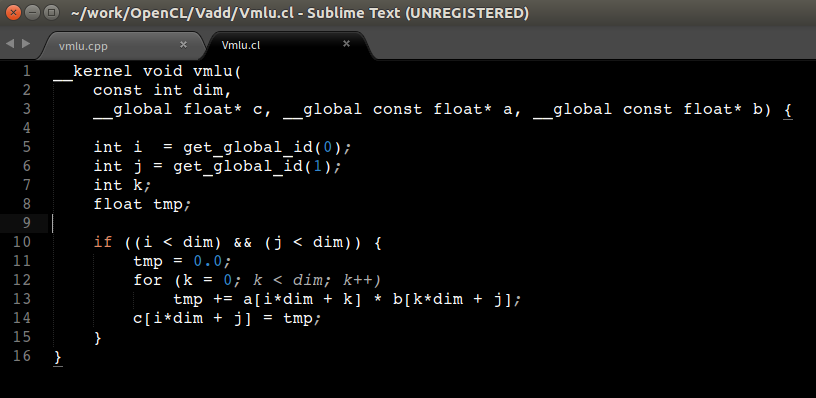 ~/work/OpenCL/Vadd/Vmlu.cl - Sublime Text (UNREGISTERED)
vmlu.cpp Vmlu.cl
1 __kernel void vmlu(
2     const int dim,
3     __global float* c, __global const float* a, __global const float* b) {
4
5     int i  = get_global_id(0);
6     int j = get_global_id(1);
7     int k;
8     float tmp;
9
10     if ((i < dim) && (j < dim)) {
11         tmp = 0.0;
12         for (k = 0; k < dim; k++)
13             tmp += a[i*dim + k] * b[k*dim + j];
14         c[i*dim + j] = tmp;
15     }
16 }